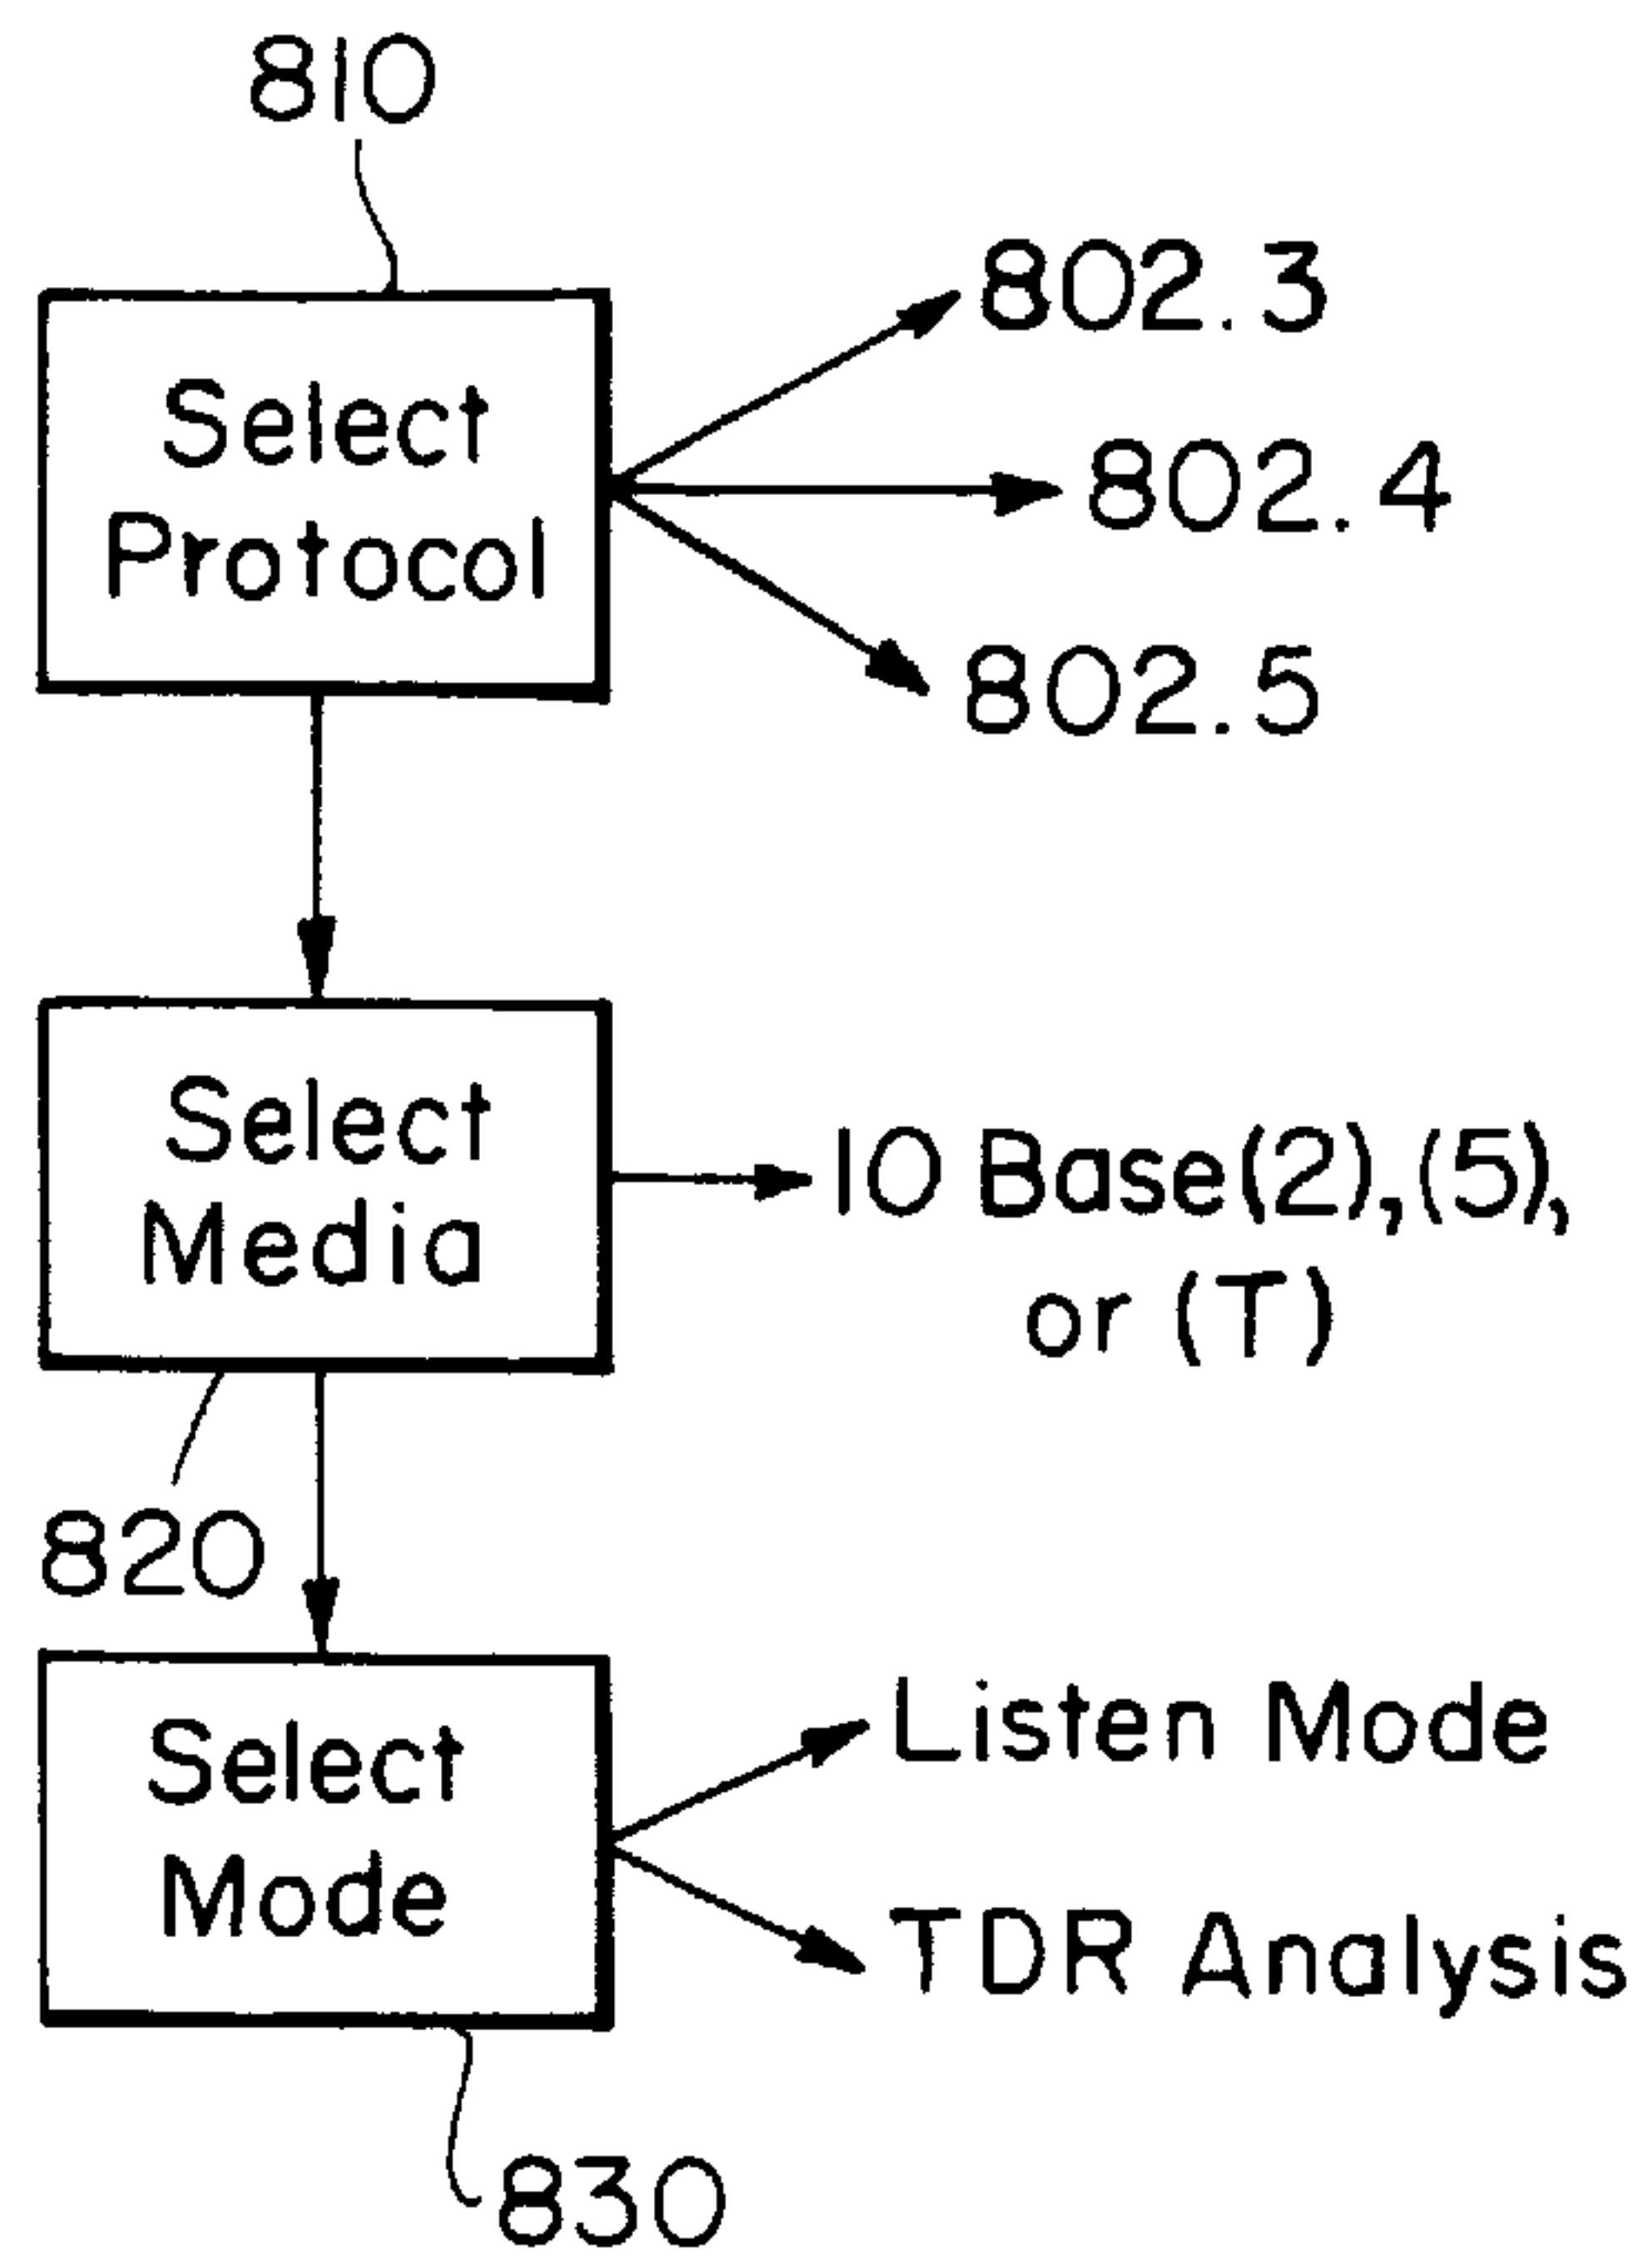 810
Select
Protocol
802.3
802.4
802.5
Select
Media
10 Base(2),(5),
or (T)
820
Select
Mode
Listen Mode
TDR Analysis
830